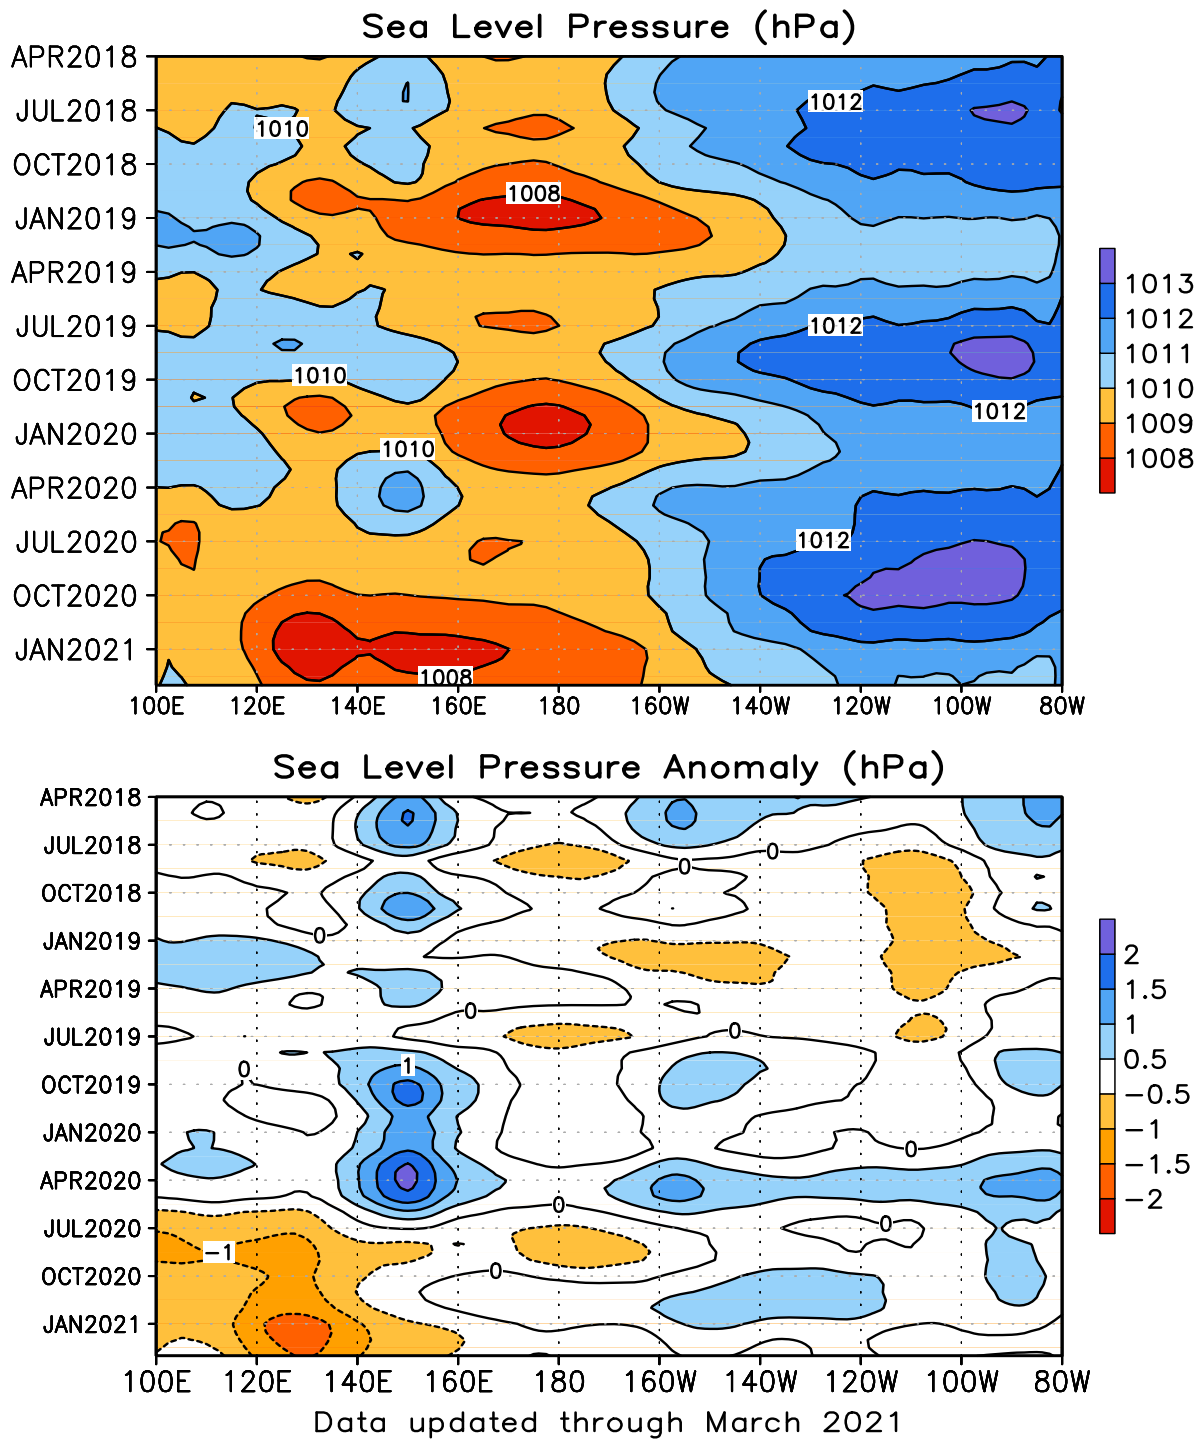 Sea Level Pressure (hPa)
APR2018
JUL2018
OCT2018
JAN2019
APR2019
JUL2019
OCT2019
JAN2020
APR2020
JUL2020
OCT2020
JAN2021
1012
1010
1008
1012
1010
1012
1010
1012
1008
100E 120E 140E 160E 180 160W 140W 120W 100W 80W
1013
1012
1011
1010
1009
1008
Sea Level Pressure Anomaly (hPa)
APR2018
JUL2018
OCT2018
JAN2019
APR2019
JUL2019
OCT2019
JAN2020
APR2020
JUL2020
OCT2020
JAN2021
0
0
0
0
0
1
0
0
0
0
-1
0
100E 120E 140E 160E 180 160W 140W 120W 100W 80W
2
1.5
1
0.5
-0.5
-1
-1.5
-2
Data updated through March 2021